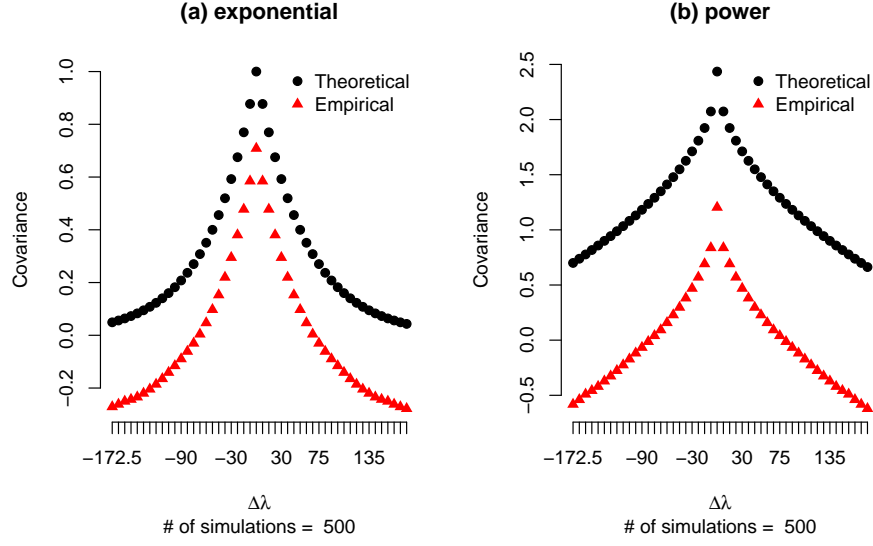 (a) exponential
Covariance
1.0
0.8
0.6
0.4
0.2
0.0
−0.2
Theoretical
Empirical
−172.5 −90 −30 30 75 135
Δλ
# of simulations = 500
(b) power
Covariance
2.5
2.0
1.5
1.0
0.5
0.0
−0.5
Theoretical
Empirical
−172.5 −90 −30 30 75 135
Δλ
# of simulations = 500